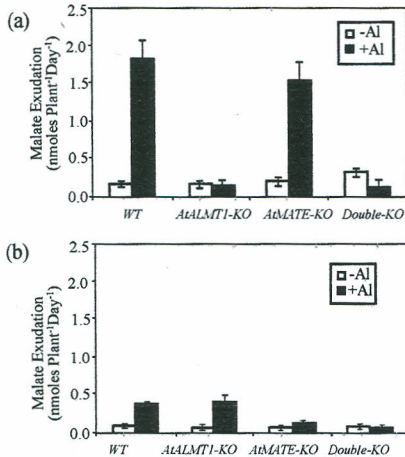 (a)
Malate Exudation
(nmoles Plant⁻¹Day⁻¹)
2.5
2.0
1.5
1.0
0.5
0.0
-Al
+Al
WT
AtALMT1-KO
AtMATE-KO
Double-KO
(b)
Malate Exudation
(nmoles Plant⁻¹Day⁻¹)
2.5
2.0
1.5
1.0
0.5
0
-Al
+Al
WT
AtALMT1-KO
AtMATE-KO
Double-KO